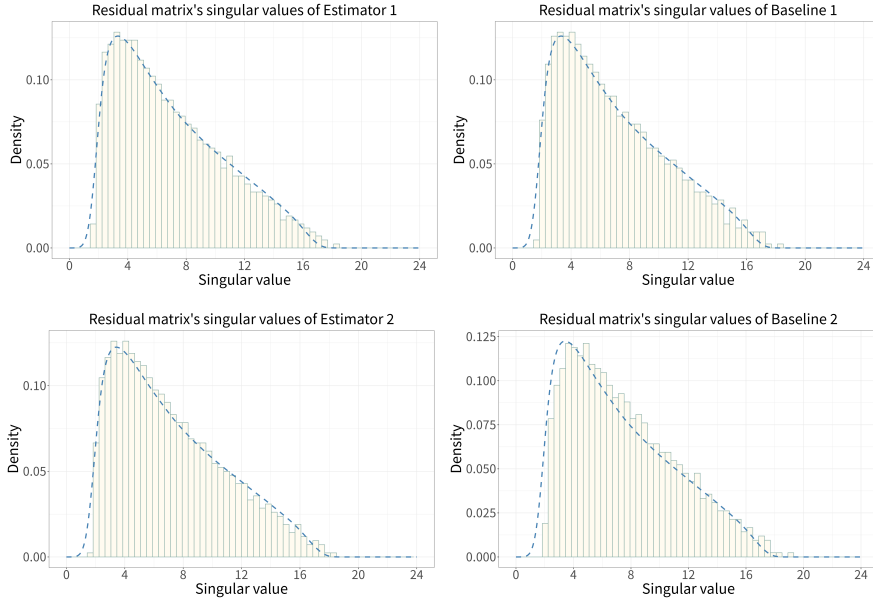 Residual matrix's singular values of Estimator 1
Density
0.10
0.05
0.00
0 4 8 12 16 20 24
Singular value
Residual matrix's singular values of Baseline 1
Density
0.10
0.05
0.00
0 4 8 12 16 20 24
Singular value
Residual matrix's singular values of Estimator 2
Density
0.10
0.05
0.00
0 4 8 12 16 20 24
Singular value
Residual matrix's singular values of Baseline 2
Density
0.125
0.100
0.075
0.050
0.025
0.000
0 4 8 12 16 20 24
Singular value